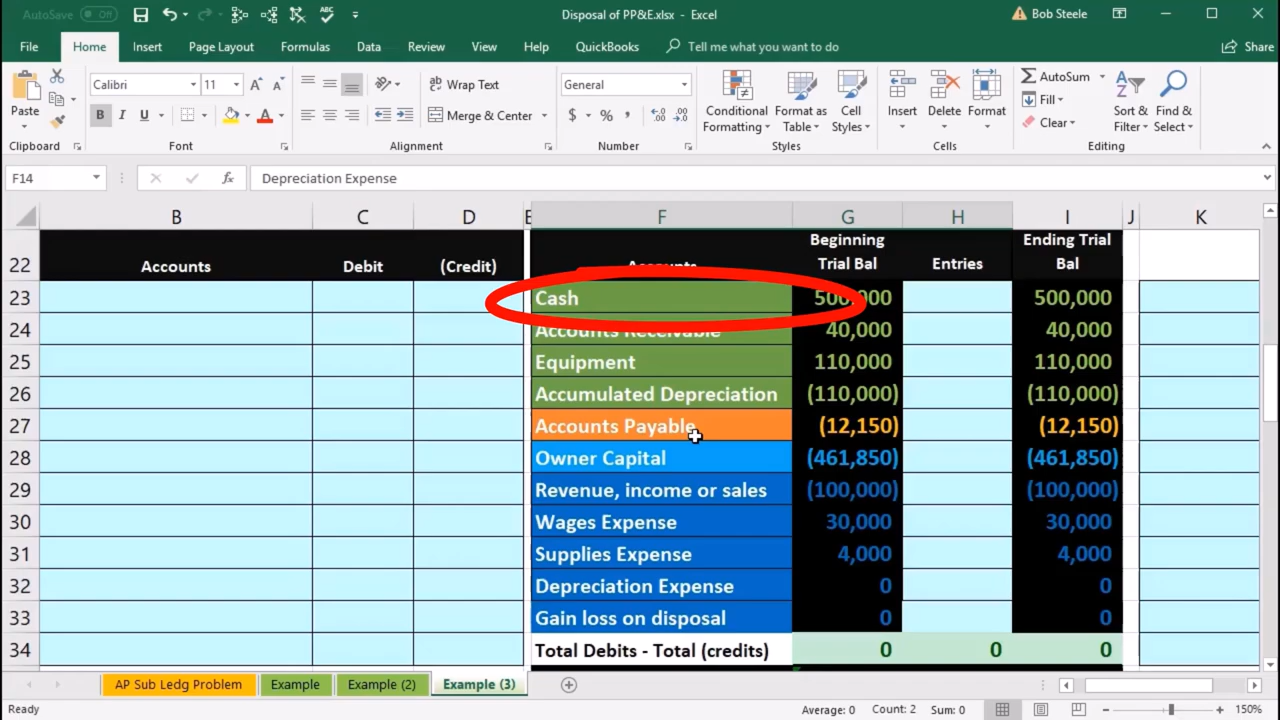 AutoSave Off
Disposal of PP&E.xlsx - Excel
Bob Steele
File Home Insert Page Layout Formulas Data Review View Help QuickBooks Tell me what you want to do Share
Calibri 11 Wrap Text General AutoSum
Paste Conditional Format as Cell Insert Delete Format Fill Sort & Find &
B I U Merge & Center $ % Formatting Table Styles Clear Filter Select
Clipboard Font Alignment Number Styles Cells Editing
F14 fx Depreciation Expense
B C D E F G H I J K
Beginning Ending Trial
22 Accounts Debit (Credit) Accounts Trial Bal Entries Bal
23 Cash 500,000 500,000
24 Accounts Receivable 40,000 40,000
25 Equipment 110,000 110,000
26 Accumulated Depreciation (110,000) (110,000)
27 Accounts Payable (12,150) (12,150)
28 Owner Capital (461,850) (461,850)
29 Revenue, income or sales (100,000) (100,000)
30 Wages Expense 30,000 30,000
31 Supplies Expense 4,000 4,000
32 Depreciation Expense 0 0
33 Gain loss on disposal 0 0
34 Total Debits - Total (credits) 0 0 0
AP Sub Ledg Problem Example Example (2) Example (3)
Ready Average: 0 Count: 2 Sum: 0 150%